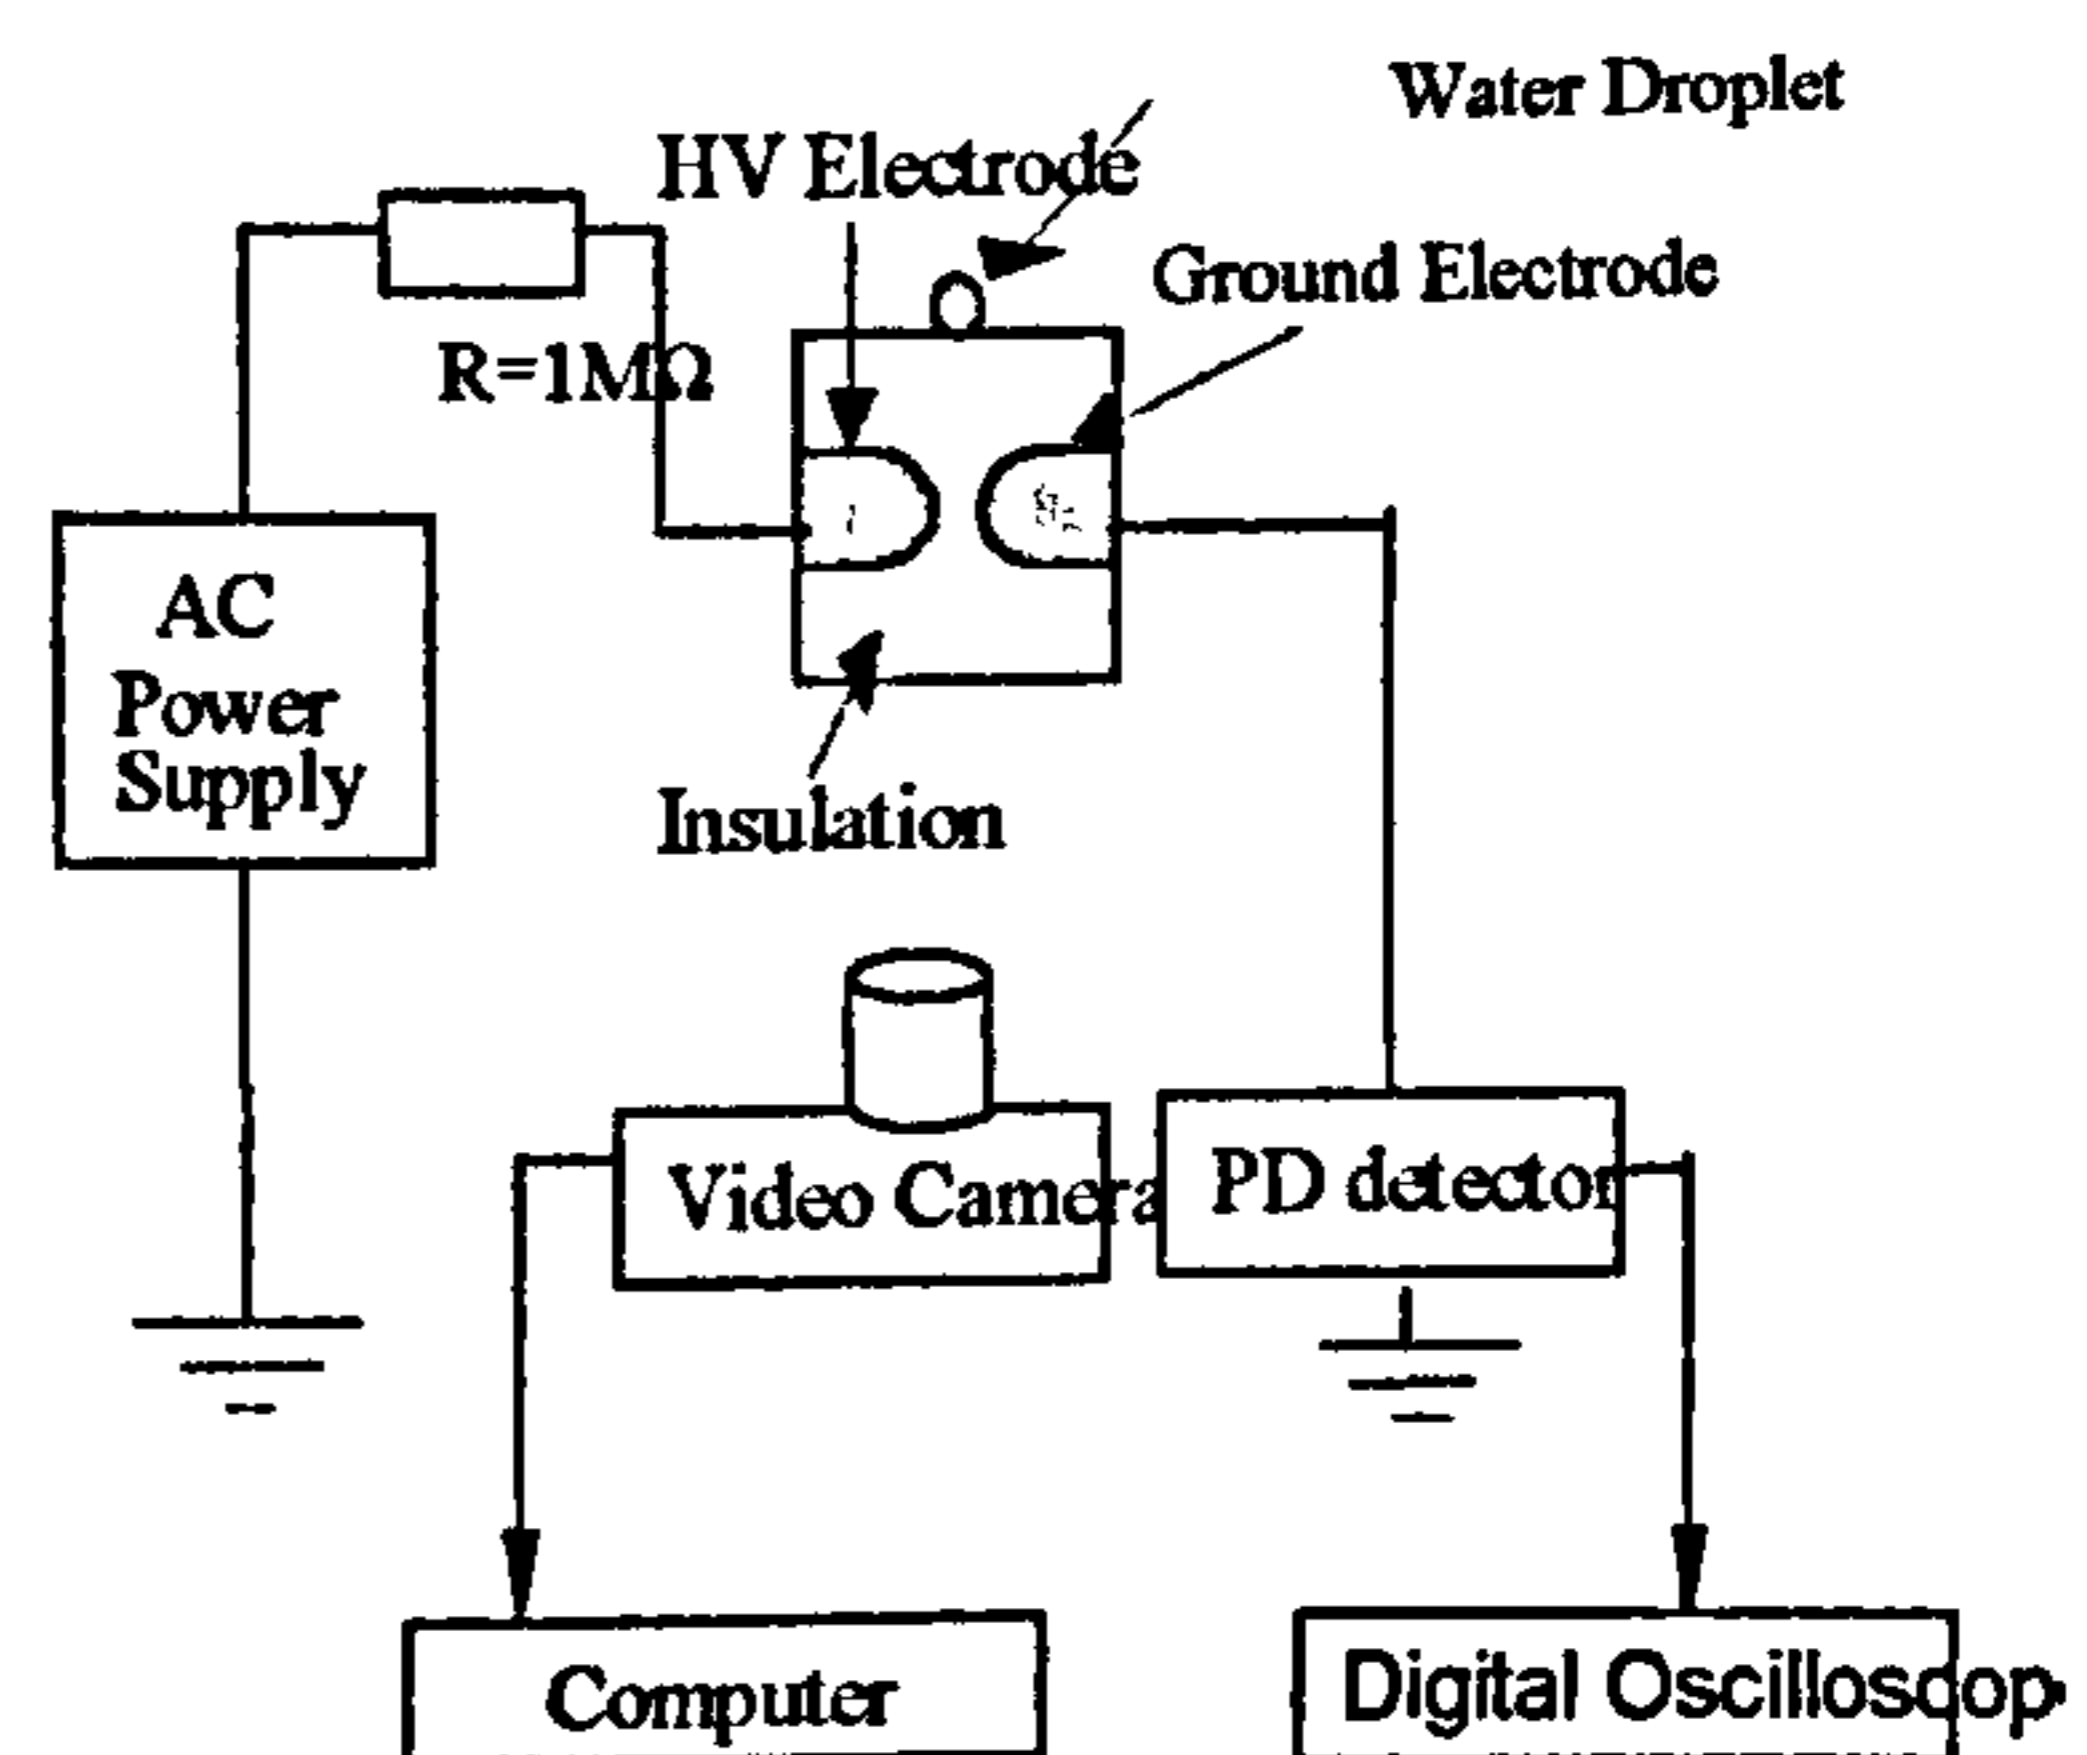 Water Droplet
HV Electrode
Ground Electrode
R=1MΩ
AC
Power
Supply
Insulation
Video Camera
PD detector
Computer
Digital Oscilloscop